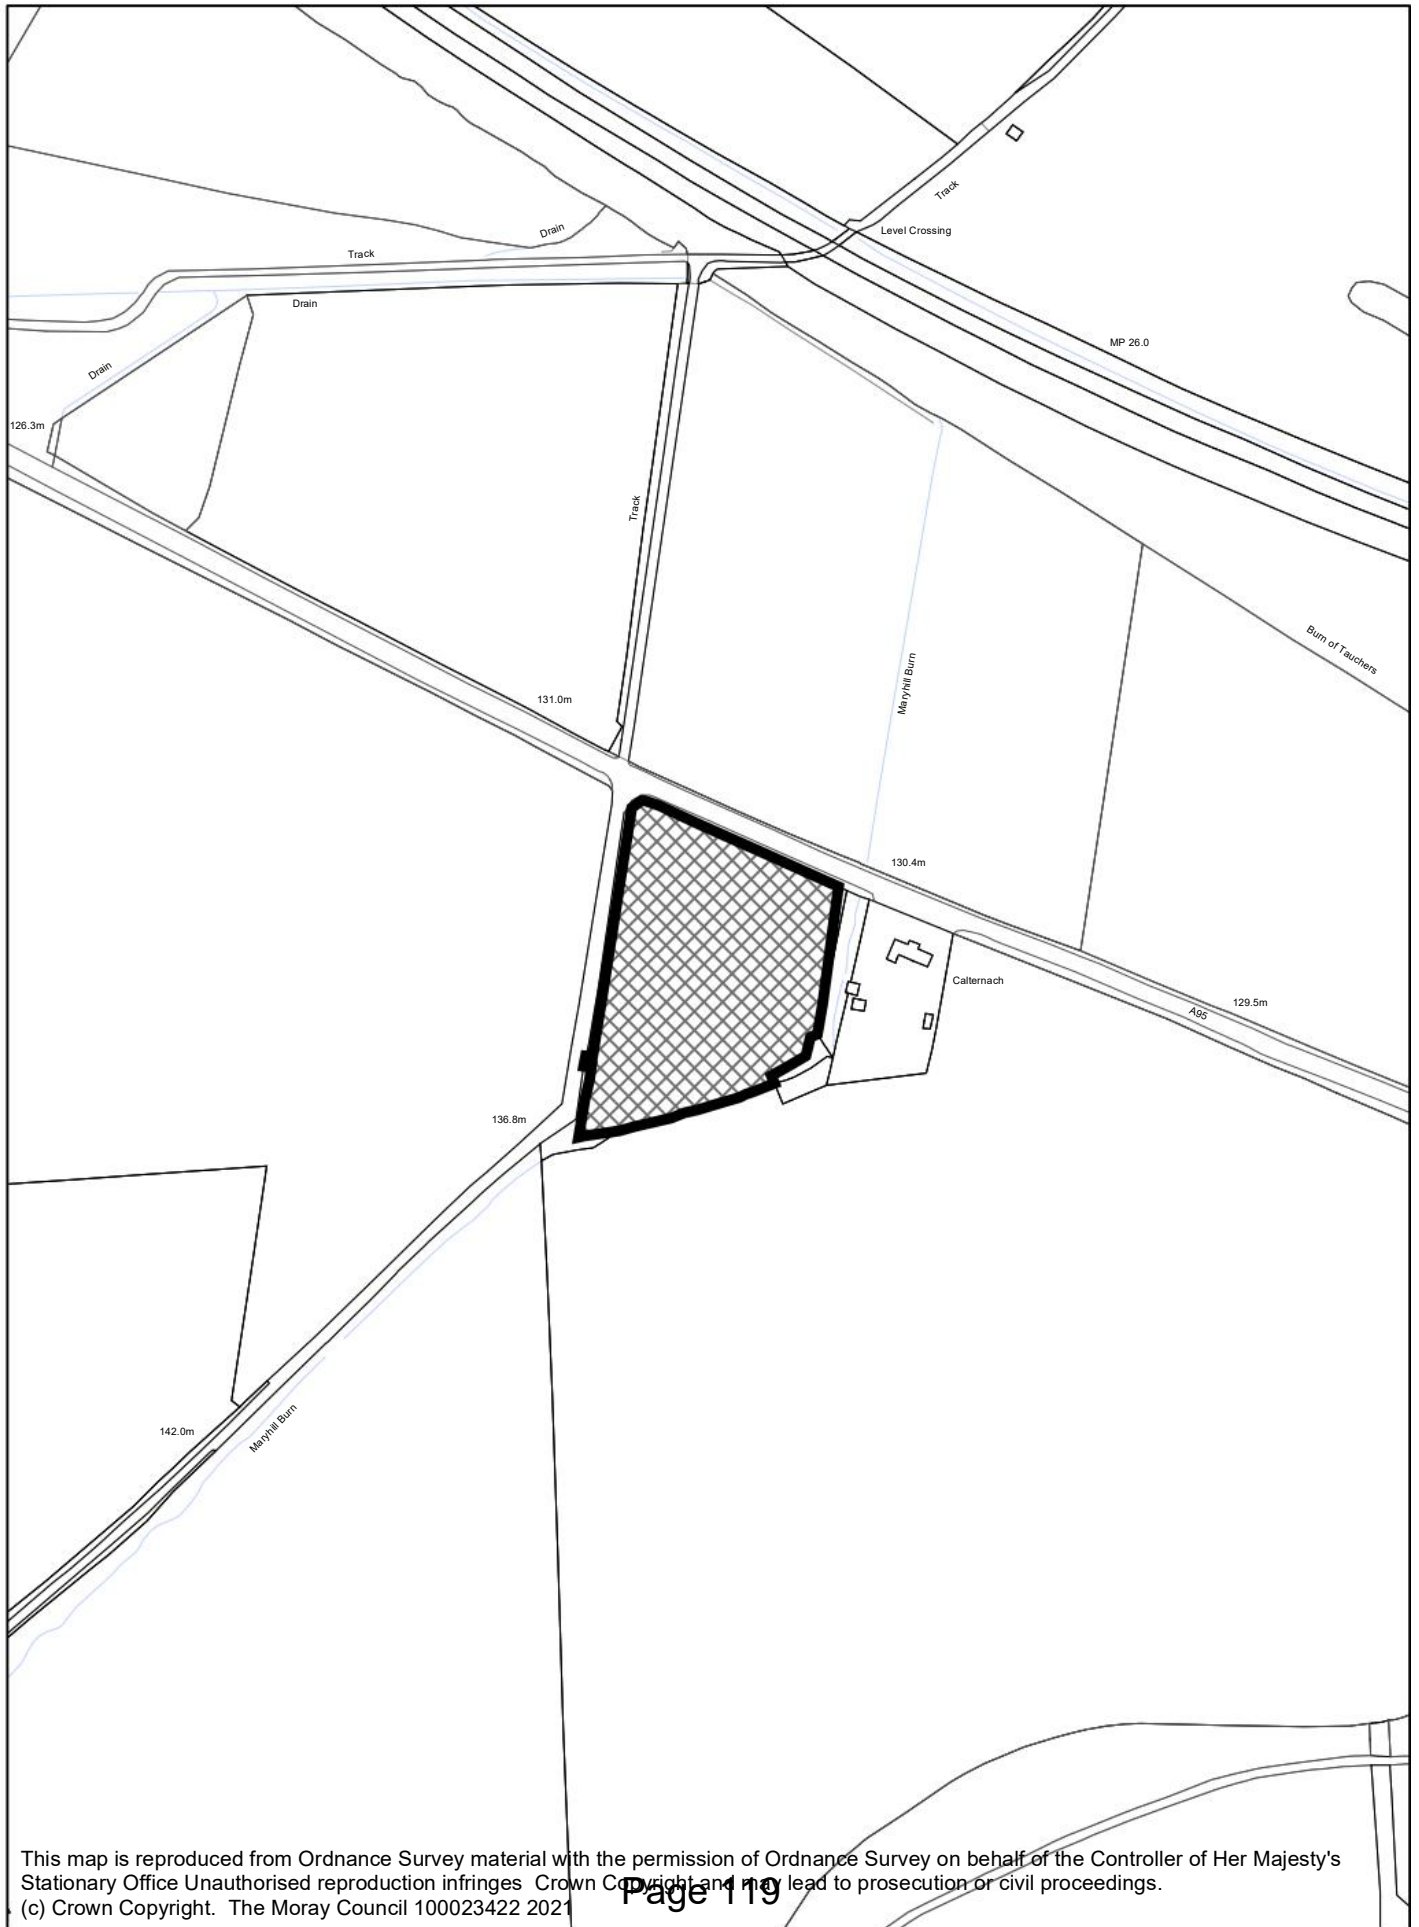 Track
Level Crossing
Drain
Track
Drain
MP 26.0
Drain
126.3m
Track
Burn of Tauchers
Maryhill Burn
131.0m
130.4m
Calternach
129.5m
A95
136.8m
142.0m
Maryhill Burn
This map is reproduced from Ordnance Survey material with the permission of Ordnance Survey on behalf of the Controller of Her Majesty's
Stationary Office Unauthorised reproduction infringes Crown Copyright and may lead to prosecution or civil proceedings.
Page 119
(c) Crown Copyright. The Moray Council 100023422 2021